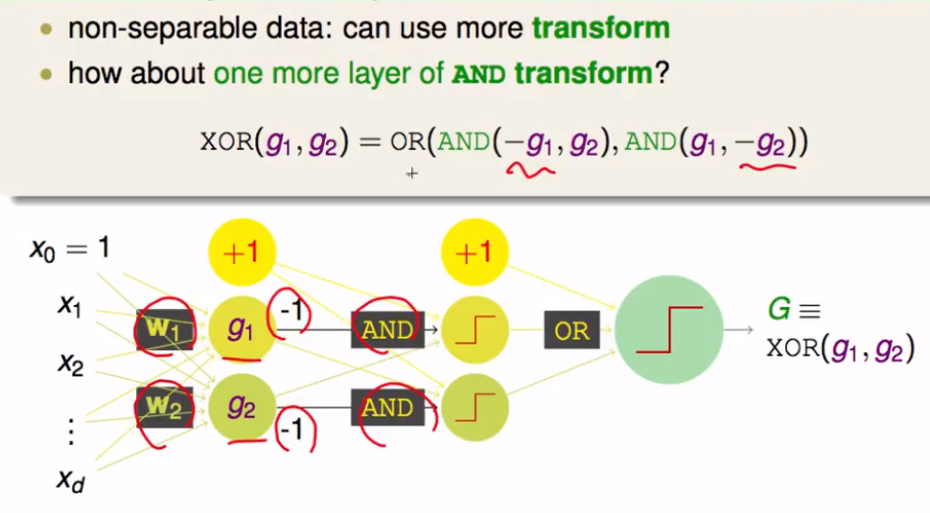 non-separable data: can use more transform
how about one more layer of AND transform?
XOR(g₁, g₂) = OR(AND(−g₁, g₂), AND(g₁, −g₂))
x₀ = 1
+1
+1
x₁
w₁
g₁
-1
AND
OR
G ≡
XOR(g₁, g₂)
x₂
w₂
g₂
-1
AND
⋮
x_d